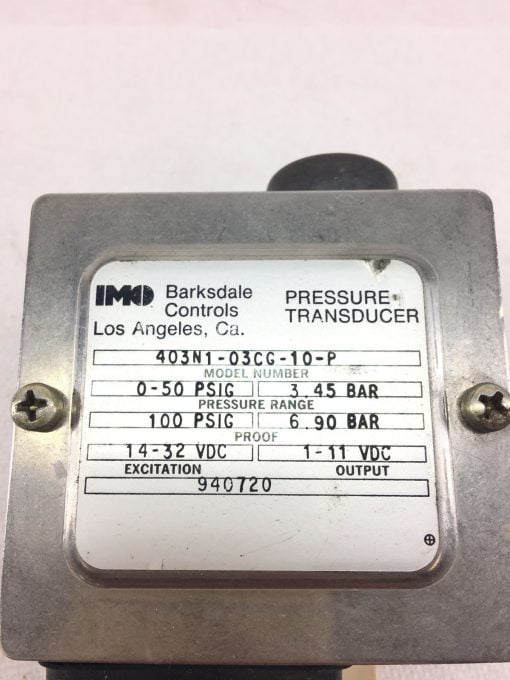 IMO Barksdale Controls
Los Angeles, Ca.
PRESSURE TRANSDUCER
403N1-03CG-10-P
MODEL NUMBER
0-50 PSIG 3.45 BAR
PRESSURE RANGE
100 PSIG 6.90 BAR
PROOF
14-32 VDC 1-11 VDC
EXCITATION OUTPUT
940720